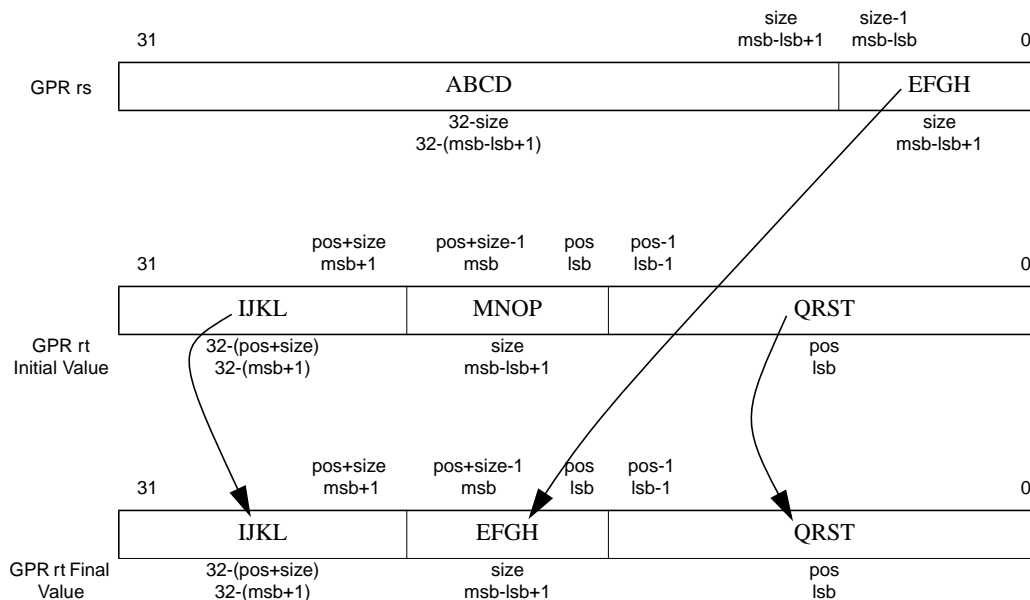 size size-1
31 msb-lsb+1 msb-lsb 0
GPR rs ABCD EFGH
32-size size
32-(msb-lsb+1) msb-lsb+1
pos+size pos+size-1 pos pos-1
31 msb+1 msb lsb lsb-1 0
IJKL MNOP QRST
GPR rt 32-(pos+size) size pos
Initial Value 32-(msb+1) msb-lsb+1 lsb
pos+size pos+size-1 pos pos-1
31 msb+1 msb lsb lsb-1 0
IJKL EFGH QRST
GPR rt Final 32-(pos+size) size pos
Value 32-(msb+1) msb-lsb+1 lsb